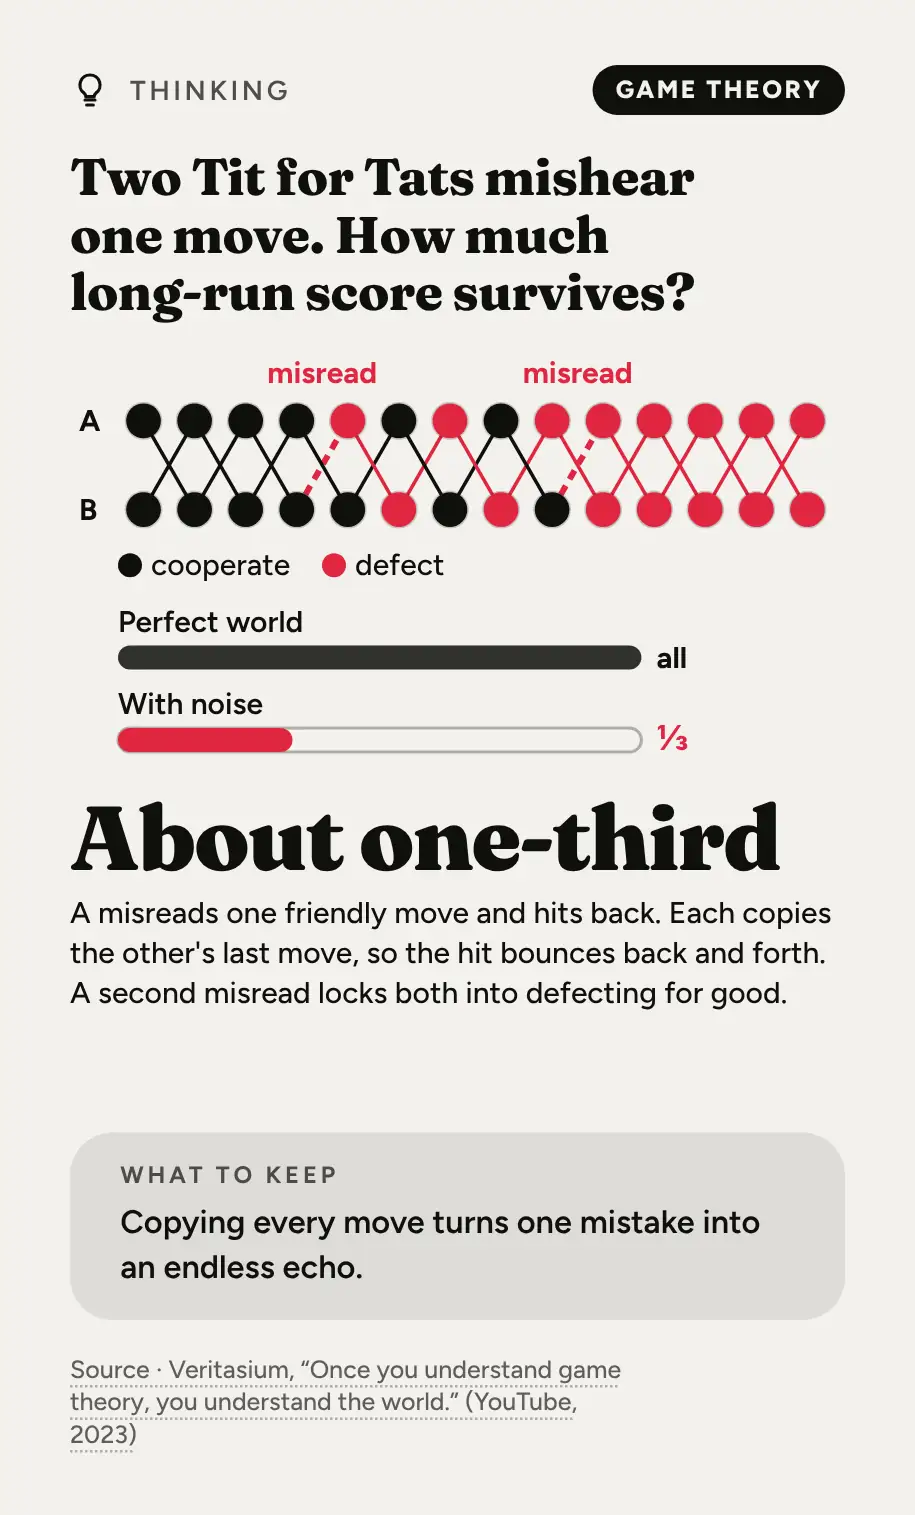 THINKING
GAME THEORY
Two Tit for Tats mishear
one move. How much
long-run score survives?
misread misread
A
B
cooperate defect
Perfect world
all
With noise
⅓
About one-third
A misreads one friendly move and hits back. Each copies
the other's last move, so the hit bounces back and forth.
A second misread locks both into defecting for good.
WHAT TO KEEP
Copying every move turns one mistake into
an endless echo.
Source · Veritasium, “Once you understand game
theory, you understand the world.” (YouTube,
2023)